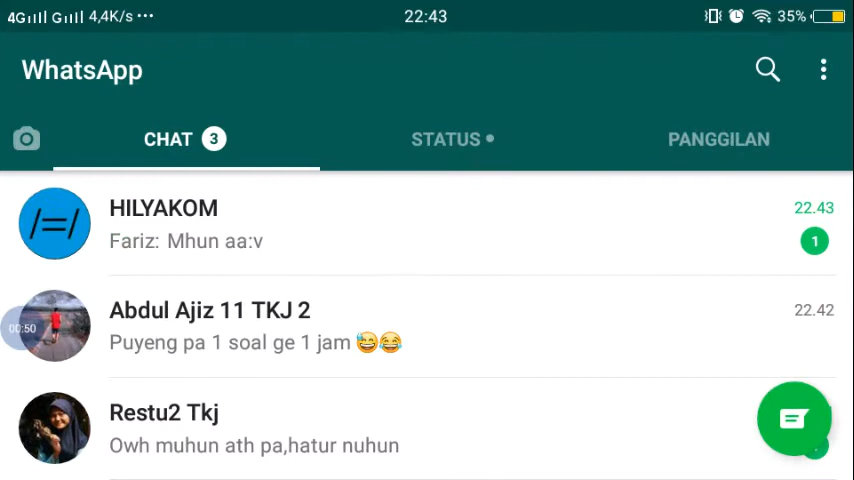 4G 4,4K/s 22:43 35%
WhatsApp
CHAT 3 STATUS PANGGILAN
/=/
HILYAKOM 22.43
Fariz: Mhun aa:v 1
00:50
Abdul Ajiz 11 TKJ 2 22.42
Puyeng pa 1 soal ge 1 jam 😅😂
Restu2 Tkj
Owh muhun ath pa,hatur nuhun